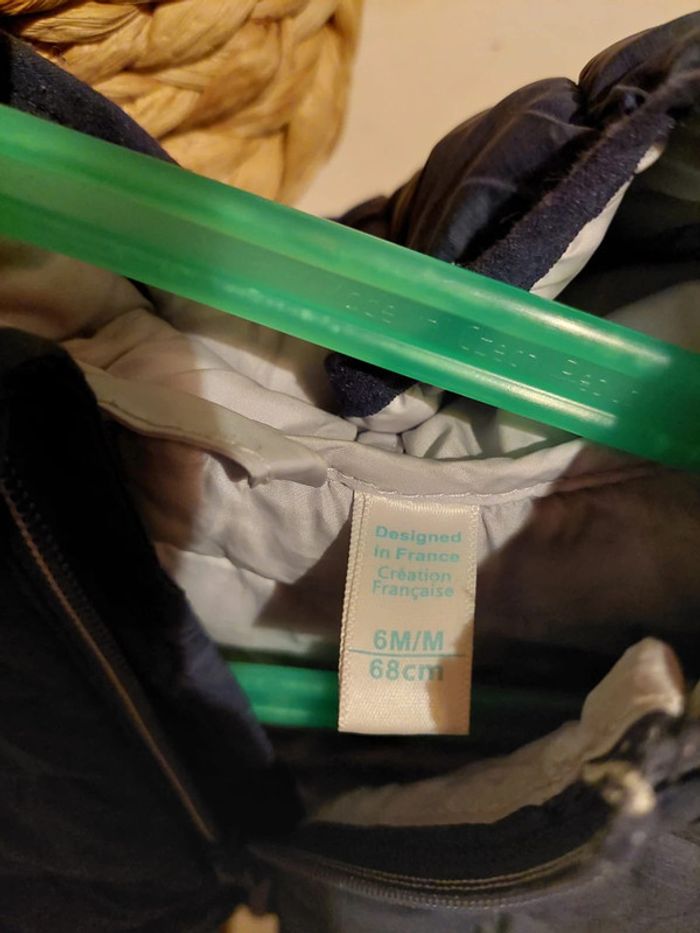 Designed
in France
Création
Française
6M/M
68cm